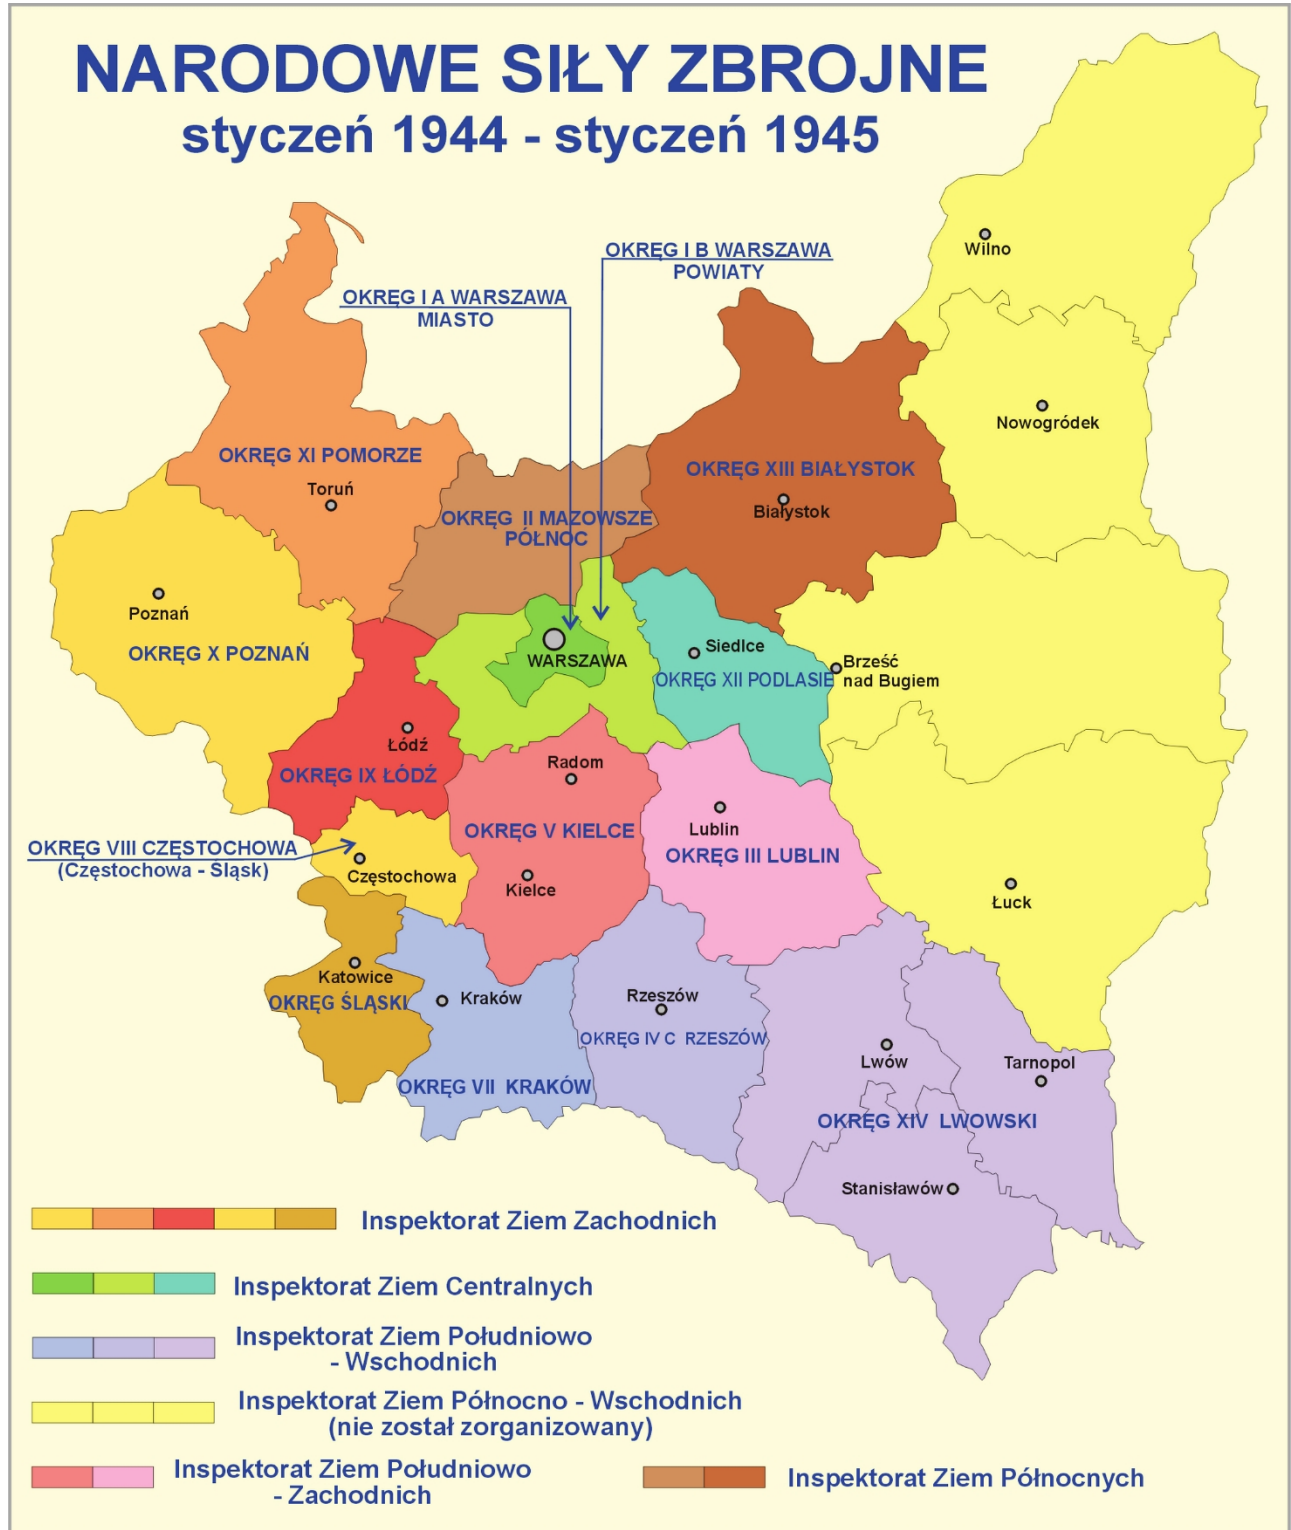 NARODOWE SIŁY ZBROJNE
styczeń 1944 - styczeń 1945
Wilno
OKRĘG I B WARSZAWA
POWIATY
OKRĘG I A WARSZAWA
MIASTO
Nowogródek
OKRĘG XI POMORZE
Toruń
OKRĘG XIII BIAŁYSTOK
Białystok
OKRĘG II MAZOWSZE
PÓŁNOC
Poznań
OKRĘG X POZNAŃ
WARSZAWA
Siedlce
OKRĘG XII PODLASIE
Brześć
nad Bugiem
Łódź
OKRĘG IX ŁÓDŹ
Radom
OKRĘG V KIELCE
Kielce
Lublin
OKRĘG III LUBLIN
OKRĘG VIII CZĘSTOCHOWA
(Częstochowa - Śląsk)
Częstochowa
Łuck
Katowice
OKRĘG ŚLĄSKI
Kraków
OKRĘG VII KRAKÓW
Rzeszów
OKRĘG IV C RZESZÓW
Lwów
Tarnopol
OKRĘG XIV LWOWSKI
Stanisławów
Inspektorat Ziem Zachodnich
Inspektorat Ziem Centralnych
Inspektorat Ziem Południowo
- Wschodnich
Inspektorat Ziem Północno - Wschodnich
(nie został zorganizowany)
Inspektorat Ziem Południowo
- Zachodnich
Inspektorat Ziem Północnych